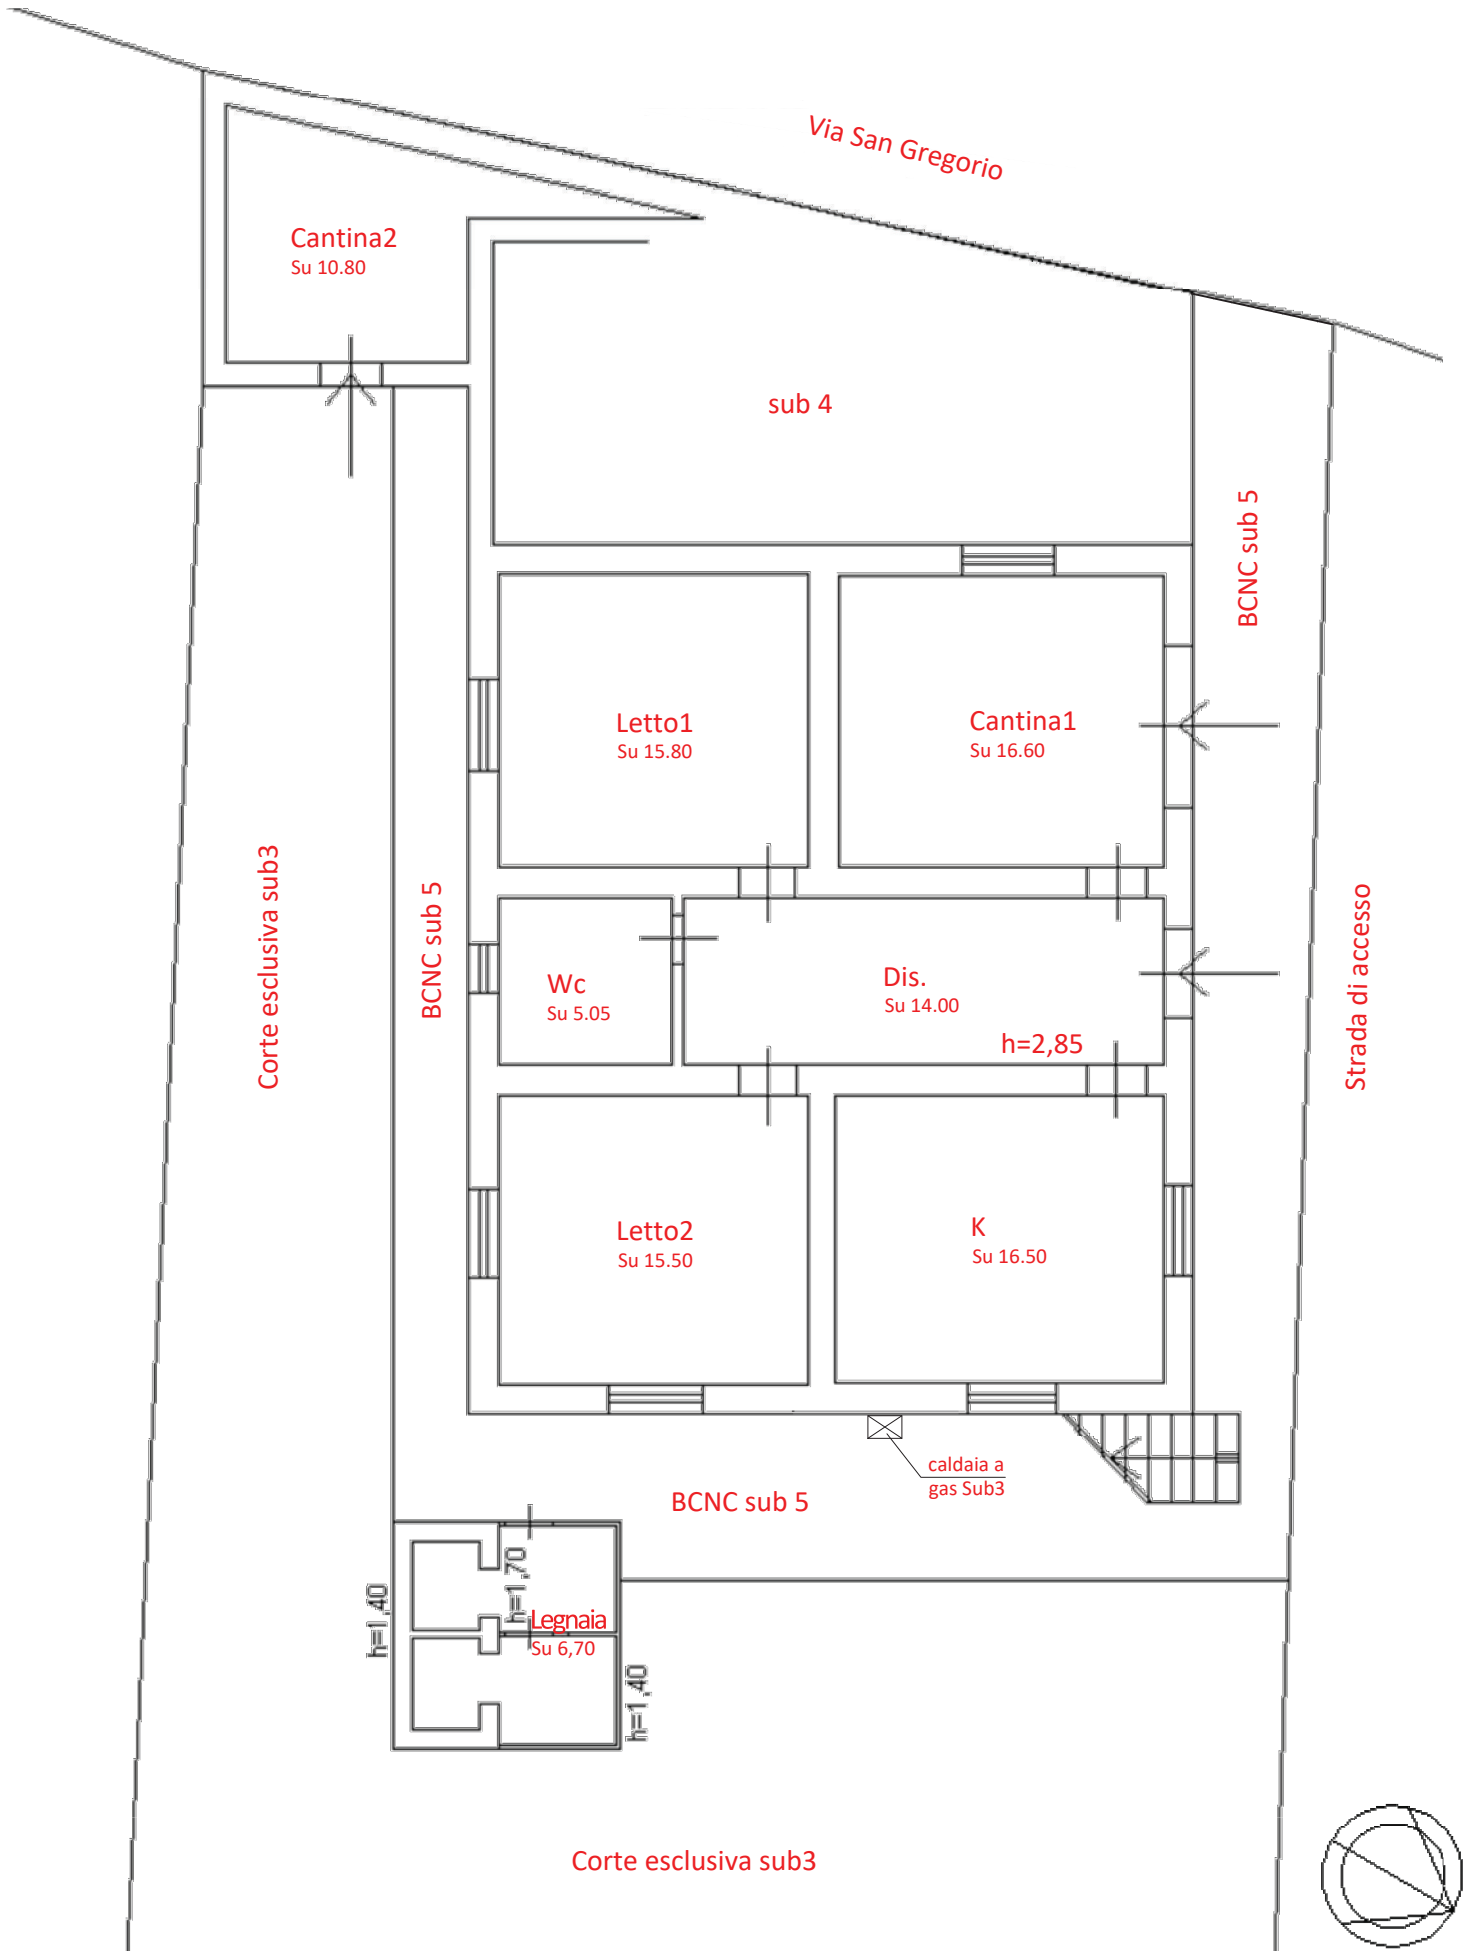 Via San Gregorio
Cantina2
Su 10.80
sub 4
BCNC sub 5
Letto1
Su 15.80
Cantina1
Su 16.60
Corte esclusiva sub3
BCNC sub 5
Wc
Su 5.05
Dis.
Su 14.00
h=2,85
Strada di accesso
Letto2
Su 15.50
K
Su 16.50
caldaia a
gas Sub3
BCNC sub 5
h=1,40
h=1,70
Legnaia
Su 6,70
h=1,40
Corte esclusiva sub3